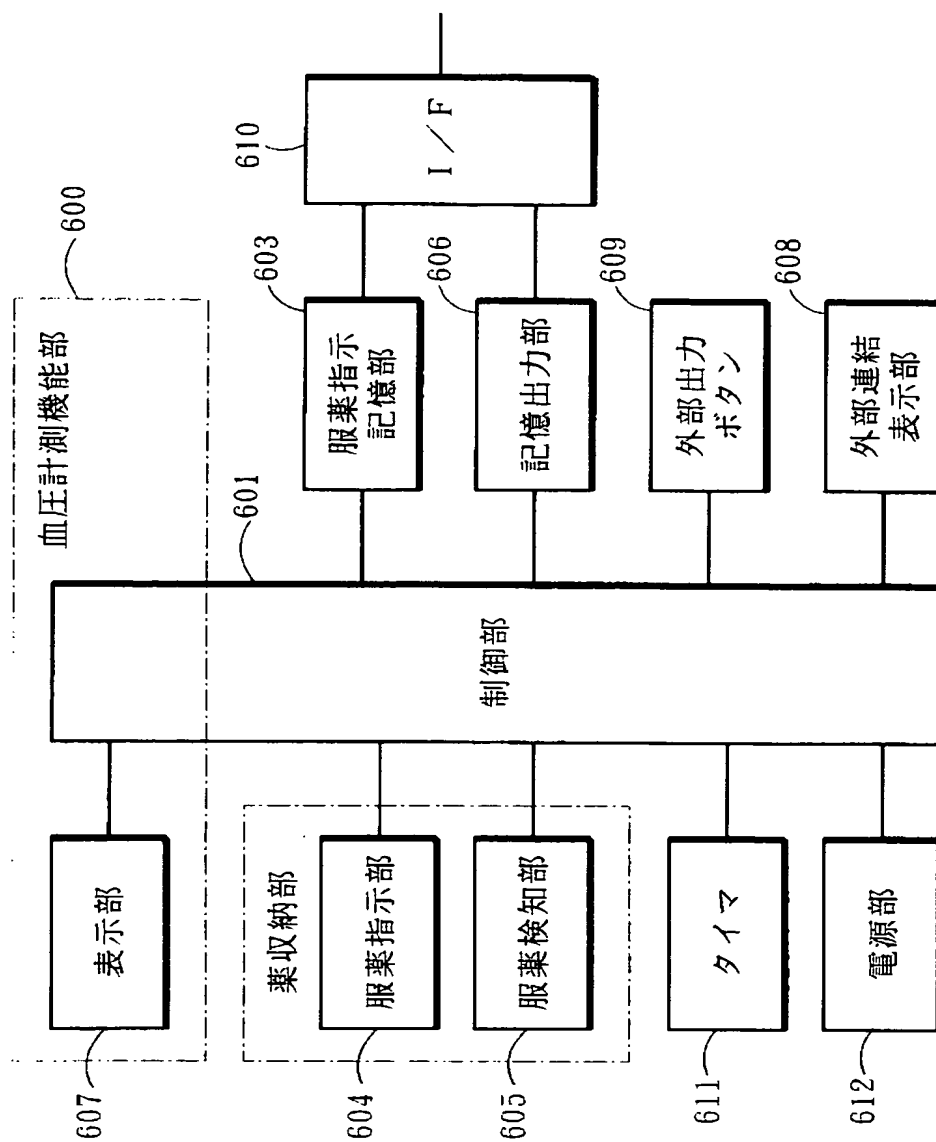 血圧計測機能部
600
607
表示部
601
制御部
薬収納部
604
服薬指示部
605
服薬検知部
611
タイマ
612
電源部
603
服薬指示
記憶部
606
記憶出力部
609
外部出力
ボタン
608
外部連結
表示部
610
I/F